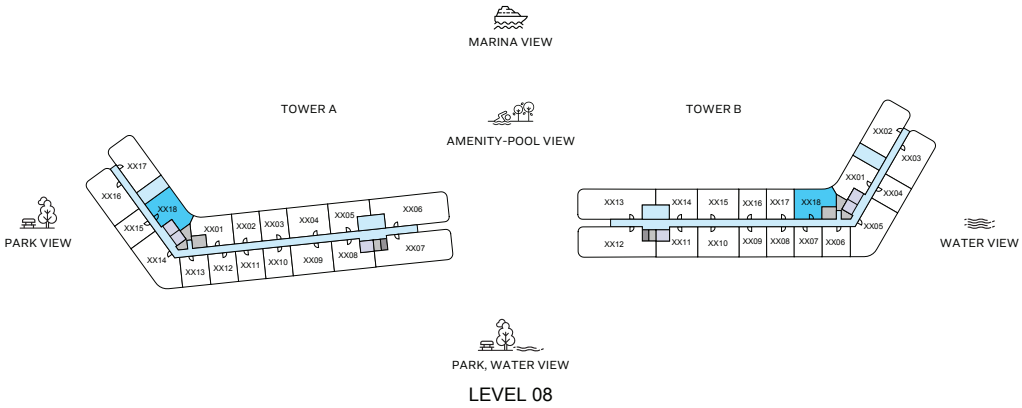 MARINA VIEW
TOWER A
TOWER B
AMENITY-POOL VIEW
XX17
XX16
XX18
XX15
XX14
XX01
XX02
XX03
XX04
XX05
XX06
XX13
XX12
XX11
XX10
XX09
XX08
XX07
XX02
XX03
XX01
XX04
XX13
XX14
XX15
XX16
XX17
XX18
XX05
XX12
XX11
XX10
XX09
XX08
XX07
XX06
PARK VIEW
WATER VIEW
PARK, WATER VIEW
LEVEL 08